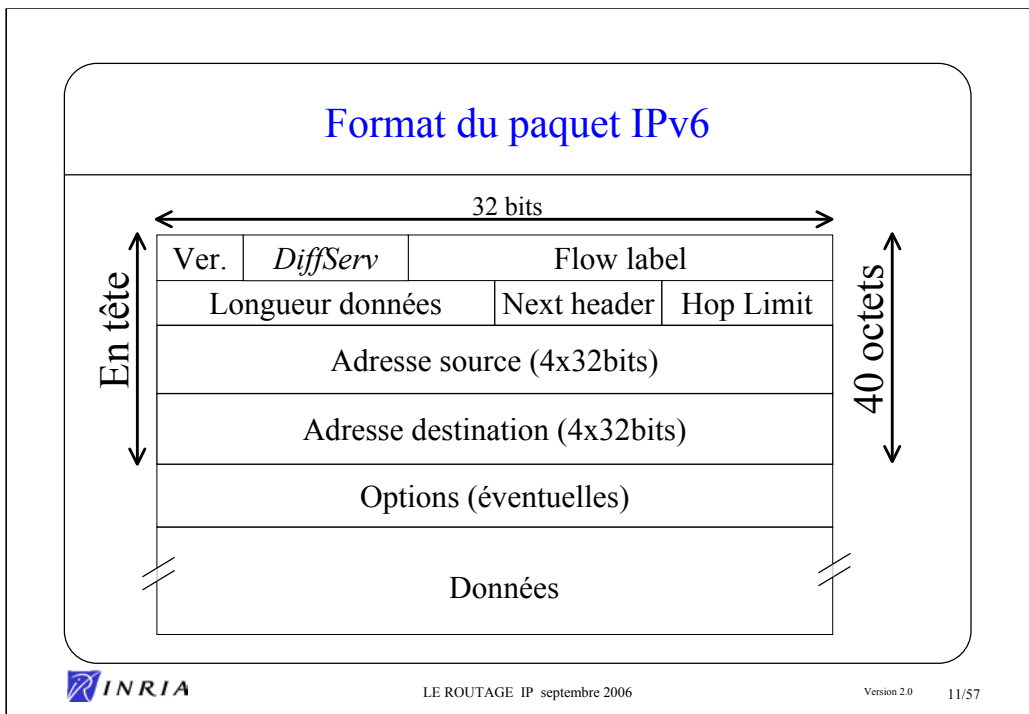 Format du paquet IPv6
32 bits
En tête
40 octets
Ver. DiffServ Flow label
Longueur données Next header Hop Limit
Adresse source (4x32bits)
Adresse destination (4x32bits)
Options (éventuelles)
Données
INRIA LE ROUTAGE IP septembre 2006 Version 2.0 11/57